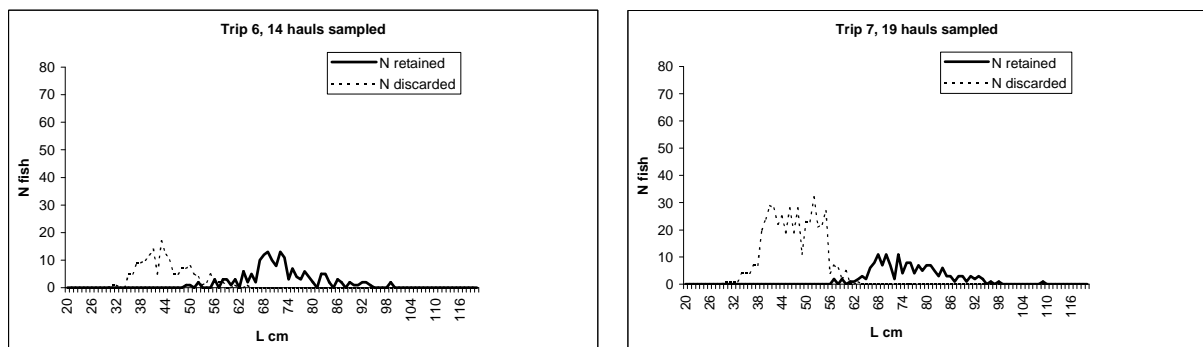 Trip 6, 14 hauls sampled
N retained
N discarded
80
70
60
50
40
30
20
10
0
N fish
20 26 32 38 44 50 56 62 68 74 80 86 92 98 104 110 116
L cm
Trip 7, 19 hauls sampled
N retained
N discarded
80
70
60
50
40
30
20
10
0
N fish
20 26 32 38 44 50 56 62 68 74 80 86 92 98 104 110 116
L cm